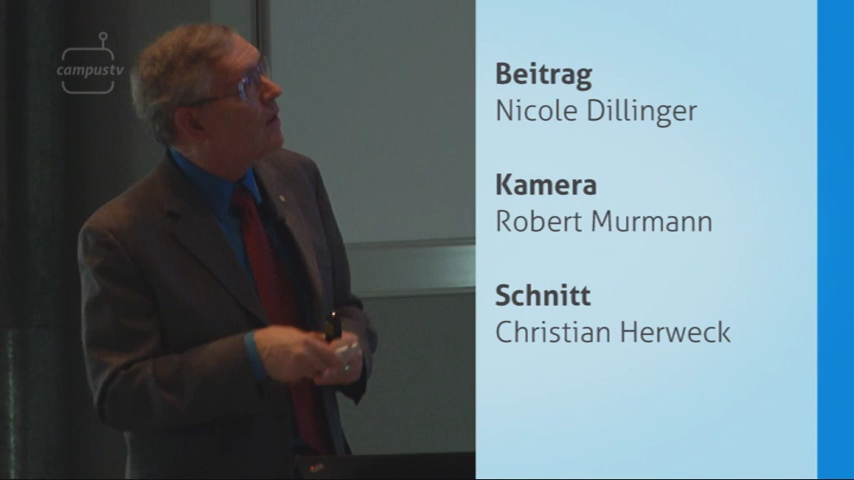 campustv
Beitrag
Nicole Dillinger
Kamera
Robert Murmann
Schnitt
Christian Herweck